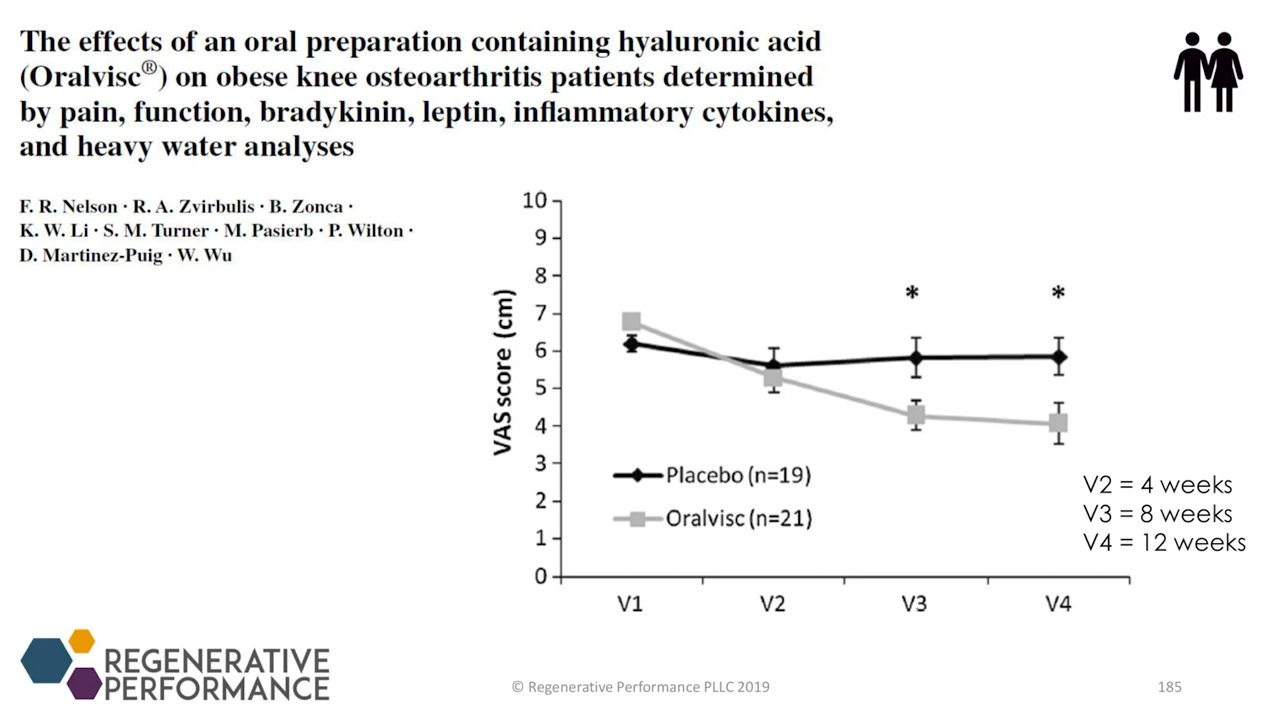 The effects of an oral preparation containing hyaluronic acid
(Oralvisc®) on obese knee osteoarthritis patients determined
by pain, function, bradykinin, leptin, inflammatory cytokines,
and heavy water analyses
F. R. Nelson · R. A. Zvirbulis · B. Zonca ·
K. W. Li · S. M. Turner · M. Pasierb · P. Wilton ·
D. Martinez-Puig · W. Wu
VAS score (cm)
10
9
8
7
6
5
4
3
2
1
0
* *
Placebo (n=19)
Oralvisc (n=21)
V1 V2 V3 V4
V2 = 4 weeks
V3 = 8 weeks
V4 = 12 weeks
REGENERATIVE
PERFORMANCE
© Regenerative Performance PLLC 2019
185